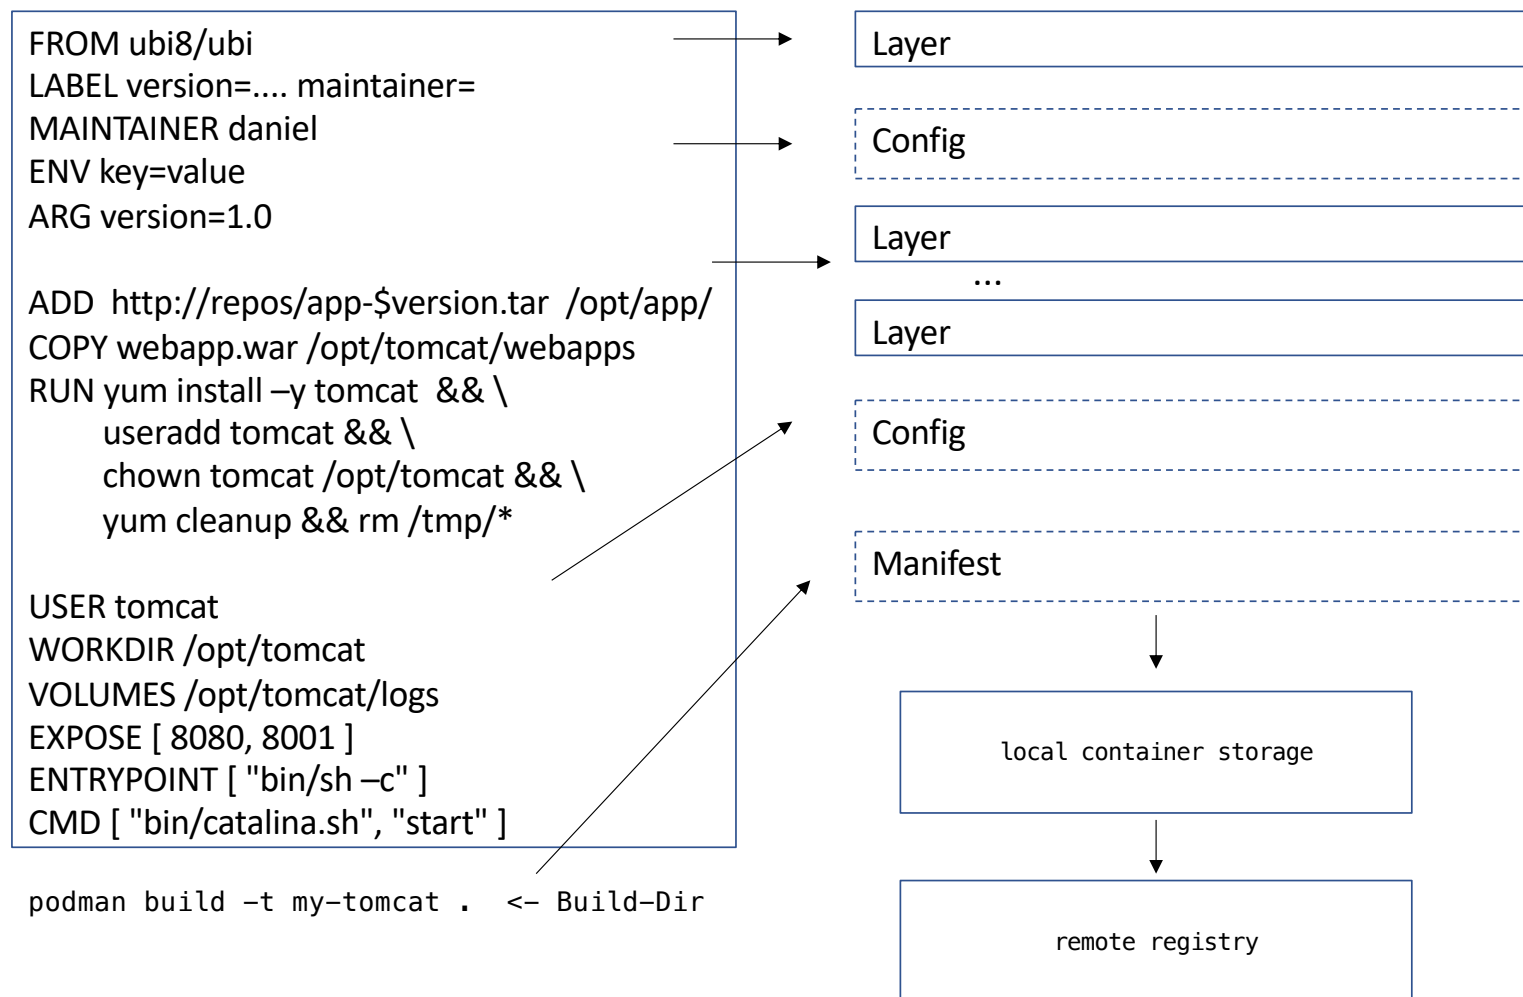 FROM ubi8/ubi
LABEL version=.... maintainer=
MAINTAINER daniel
ENV key=value
ARG version=1.0
ADD  http://repos/app-$version.tar  /opt/app/
COPY webapp.war /opt/tomcat/webapps
RUN yum install –y tomcat  && \
useradd tomcat && \
chown tomcat /opt/tomcat && \
yum cleanup && rm /tmp/*
USER tomcat
WORKDIR /opt/tomcat
VOLUMES /opt/tomcat/logs
EXPOSE [ 8080, 8001 ]
ENTRYPOINT [ "bin/sh –c" ]
CMD [ "bin/catalina.sh", "start" ]
podman build –t my-tomcat .  <– Build–Dir
Layer
Config
Layer
...
Layer
Config
Manifest
local container storage
remote registry